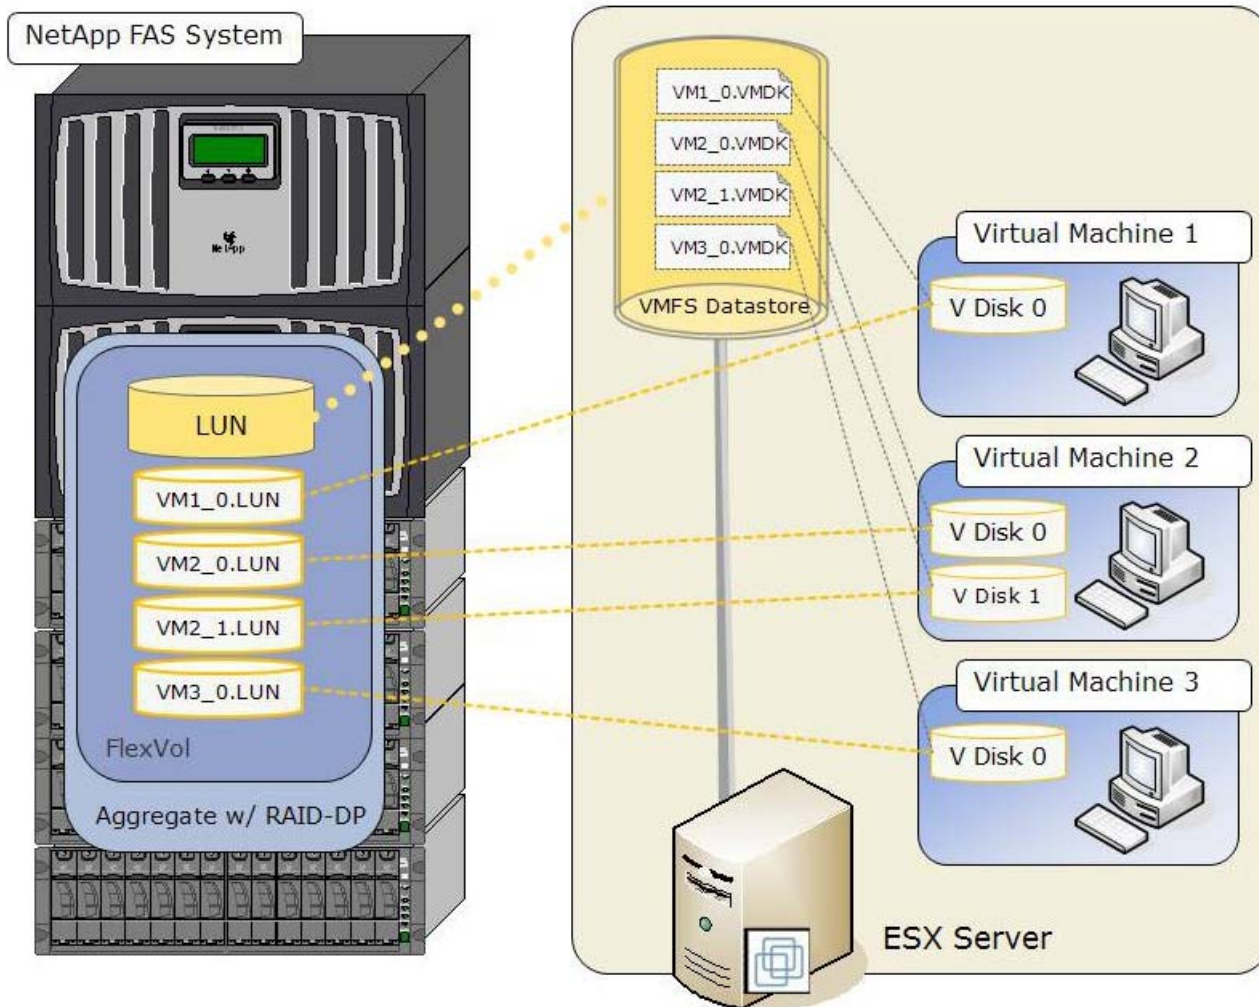 NetApp FAS System
NetApp
LUN
VM1_0.LUN
VM2_0.LUN
VM2_1.LUN
VM3_0.LUN
FlexVol
Aggregate w/ RAID-DP
VM1_0.VMDK
VM2_0.VMDK
VM2_1.VMDK
VM3_0.VMDK
VMFS Datastore
Virtual Machine 1
V Disk 0
Virtual Machine 2
V Disk 0
V Disk 1
Virtual Machine 3
V Disk 0
ESX Server